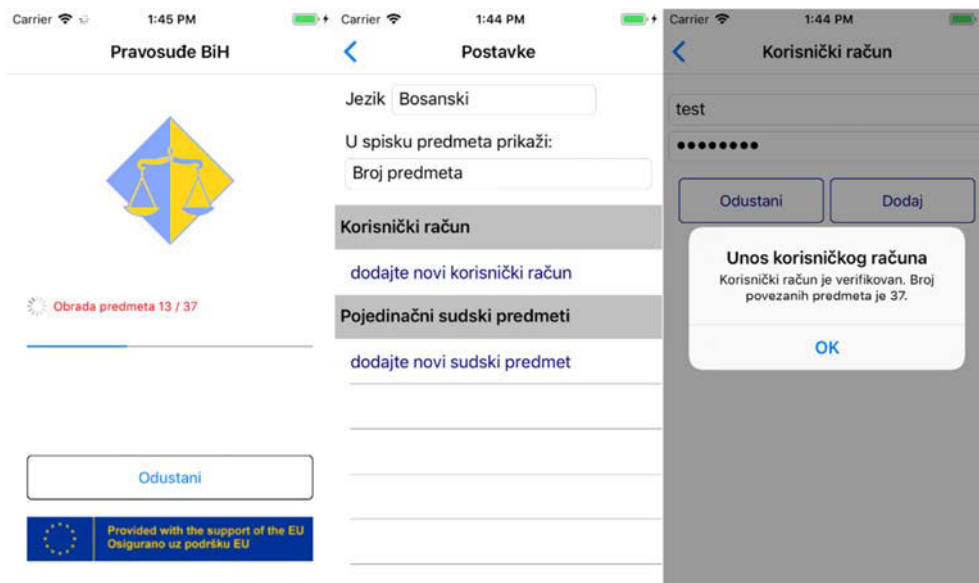 Carrier 1:45 PM
Pravosuđe BiH
Obrada predmeta 13 / 37
Odustani
Provided with the support of the EU
Osigurano uz podršku EU
Carrier 1:44 PM
Postavke
Jezik Bosanski
U spisku predmeta prikaži:
Broj predmeta
Korisnički račun
dodajte novi korisnički račun
Pojedinačni sudski predmeti
dodajte novi sudski predmet
Carrier 1:44 PM
Korisnički račun
test
••••••••
Odustani Dodaj
Unos korisničkog računa
Korisnički račun je verifikovan. Broj
povezanih predmeta je 37.
OK